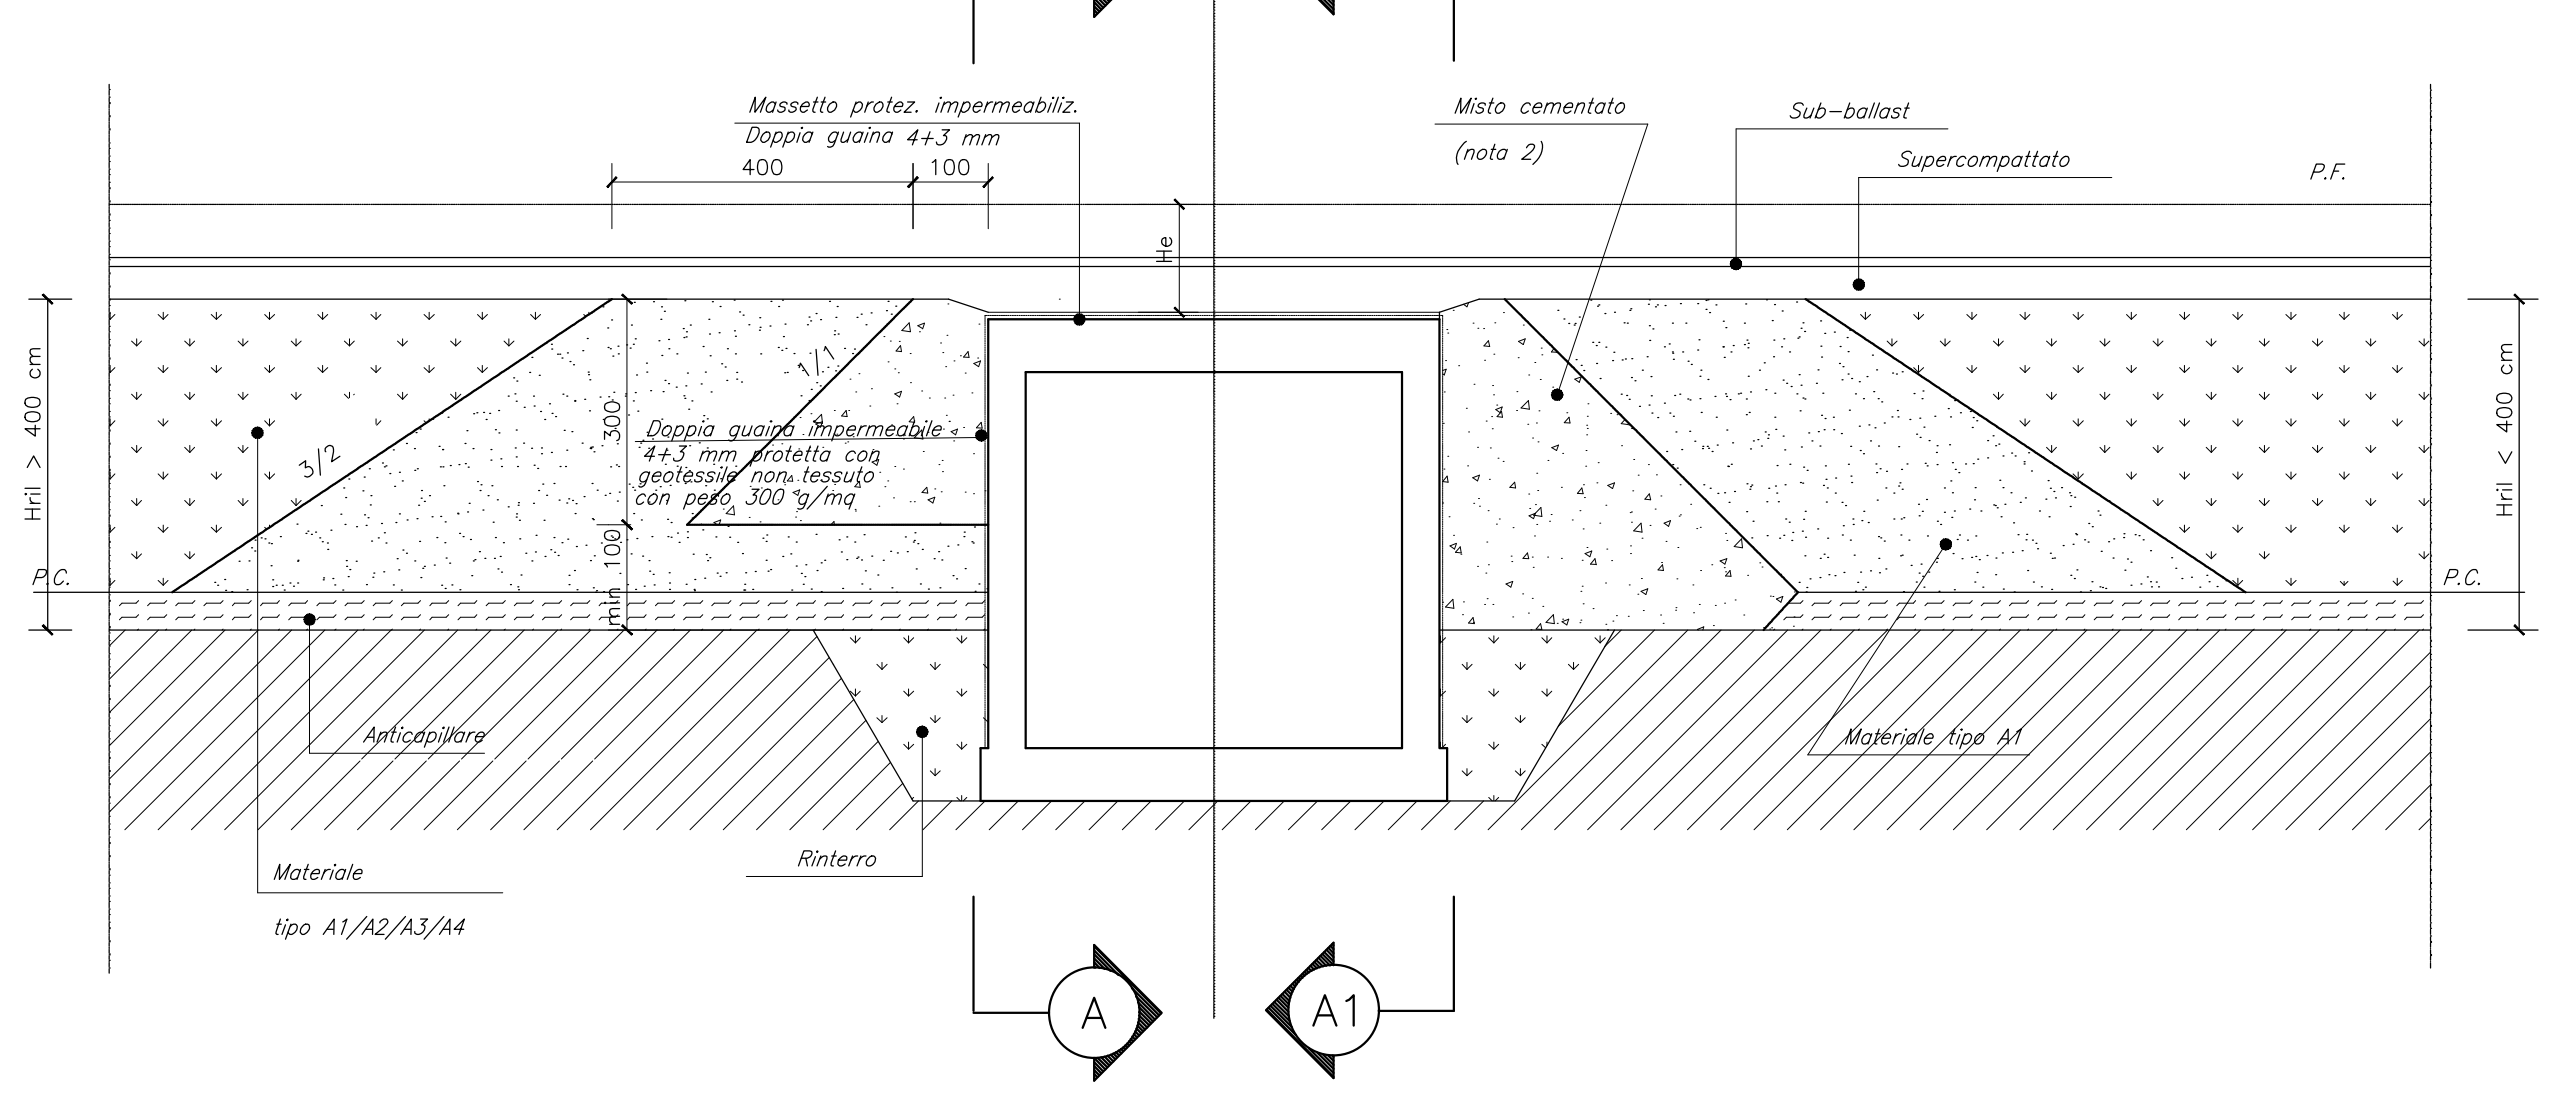 Massetto protez. impermeabiliz.
Doppia guaina 4+3 mm
400
100
Misto cementato
(nota 2)
Sub-ballast
Supercompattato
P.F.
He
Hril > 400 cm
Hril < 400 cm
1/1
3/2
300
min 100
Doppia guaina impermeabile
4+3 mm protetta con
geotessile non tessuto
con peso 300 g/mq
P.C.
P.C.
Anticapillare
Materiale tipo A1
Rinterro
Materiale
tipo A1/A2/A3/A4
A
A1